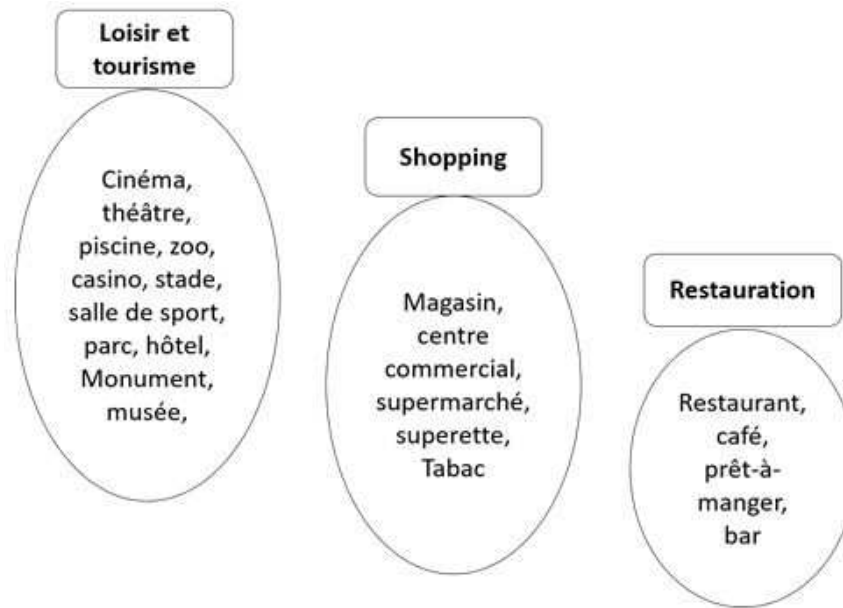 Loisir et
tourisme
Cinéma,
théâtre,
piscine, zoo,
casino, stade,
salle de sport,
parc, hôtel,
Monument,
musée,
Shopping
Magasin,
centre
commercial,
supermarché,
superette,
Tabac
Restauration
Restaurant,
café,
prêt-à-
manger,
bar